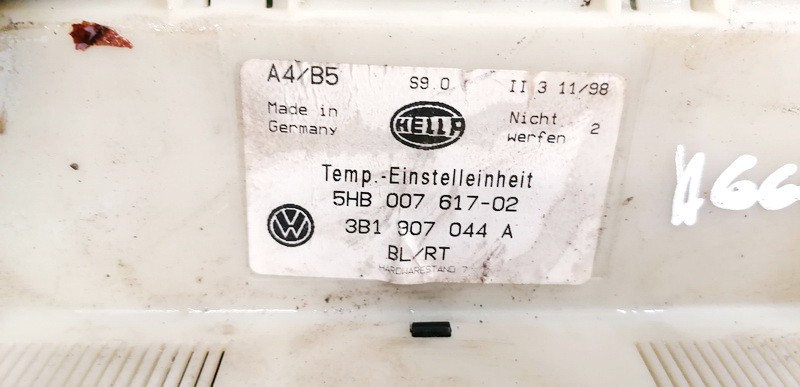 A4/B5 S9.0 II 3 11/98
Made in
Germany
HELLA
Nicht
werfen 2
Temp.-Einstelleinheit
5HB 007 617-02
VW
3B1 907 044 A
BL/RT
HARDWARESTAND 7